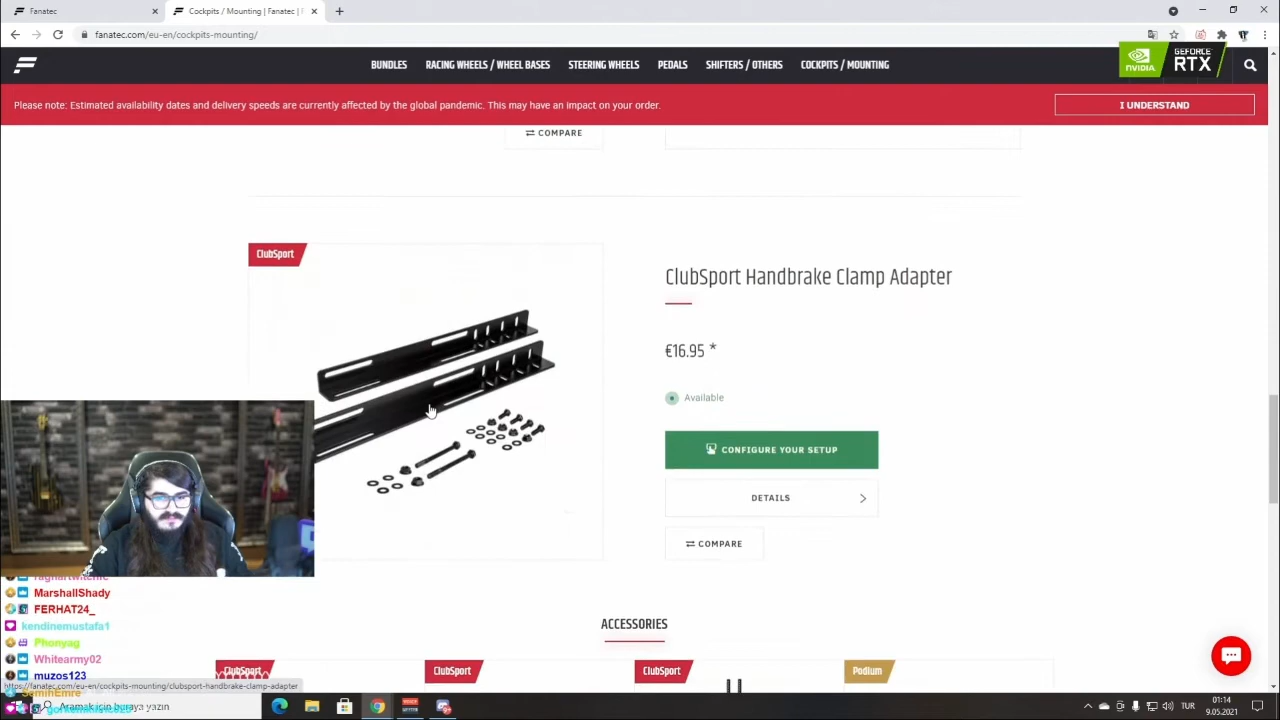 Fanatec
Cockpits / Mounting | Fanatec | F
fanatec.com/eu-en/cockpits-mounting/
BUNDLES RACING WHEELS / WHEEL BASES STEERING WHEELS PEDALS SHIFTERS / OTHERS COCKPITS / MOUNTING
NVIDIA GEFORCE RTX
Please note: Estimated availability dates and delivery speeds are currently affected by the global pandemic. This may have an impact on your order.
I UNDERSTAND
COMPARE
ClubSport
ClubSport Handbrake Clamp Adapter
€16.95 *
Available
CONFIGURE YOUR SETUP
DETAILS
COMPARE
MarshallShady
FERHAT24_
kendinemustafa1
Phonyag
Whitearmy02
muzos123
SemihEmre
ACCESSORIES
ClubSport ClubSport ClubSport Podium
https://fanatec.com/eu-en/cockpits-mounting/clubsport-handbrake-clamp-adapter
Aramak için buraya yazın
TUR
01:14
9.05.2021